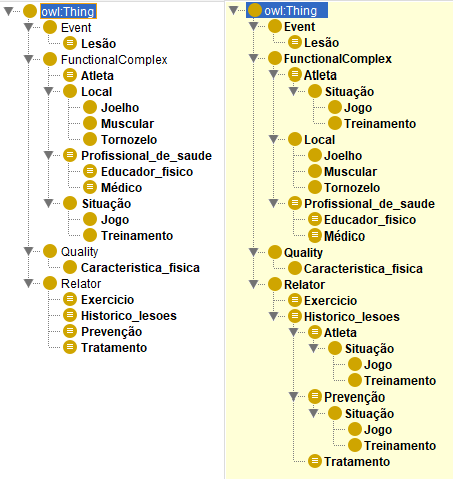 owl:Thing
Event
Lesão
FunctionalComplex
Atleta
Local
Joelho
Muscular
Tornozelo
Profissional_de_saude
Educador_fisico
Médico
Situação
Jogo
Treinamento
Quality
Caracteristica_fisica
Relator
Exercicio
Historico_lesoes
Prevenção
Tratamento
owl:Thing
Event
Lesão
FunctionalComplex
Atleta
Situação
Jogo
Treinamento
Local
Joelho
Muscular
Tornozelo
Profissional_de_saude
Educador_fisico
Médico
Quality
Caracteristica_fisica
Relator
Exercicio
Historico_lesoes
Atleta
Situação
Jogo
Treinamento
Prevenção
Situação
Jogo
Treinamento
Tratamento